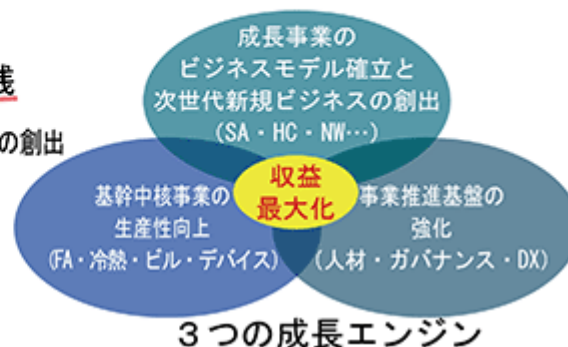 成長事業の
ビジネスモデル確立と
次世代新規ビジネスの創出
(SA・HC・NW…)
の創出
収益
最大化
基幹中核事業の
生産性向上
(FA・冷熱・ビル・デバイス)
事業推進基盤の
強化
(人材・ガバナンス・DX)
3つの成長エンジン